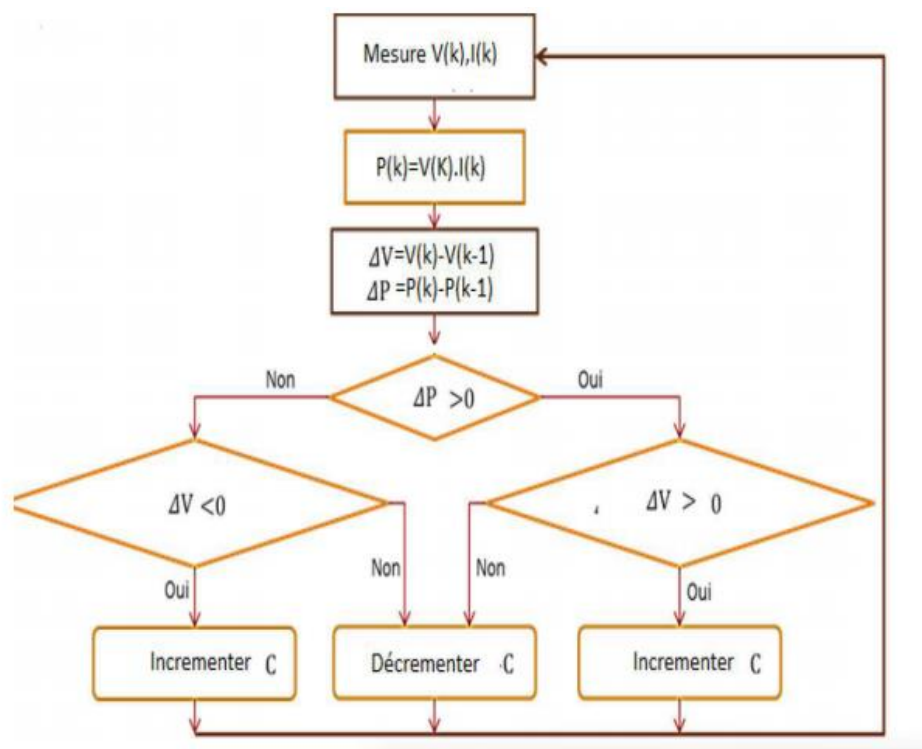 Mesure V(k),I(k)
P(k)=V(K).I(k)
ΔV=V(k)-V(k-1)
ΔP =P(k)-P(k-1)
Non
Oui
ΔP >0
ΔV <0
ΔV > 0
Non
Non
Oui
Oui
Incrementer C
Décrementer C
Incrementer C